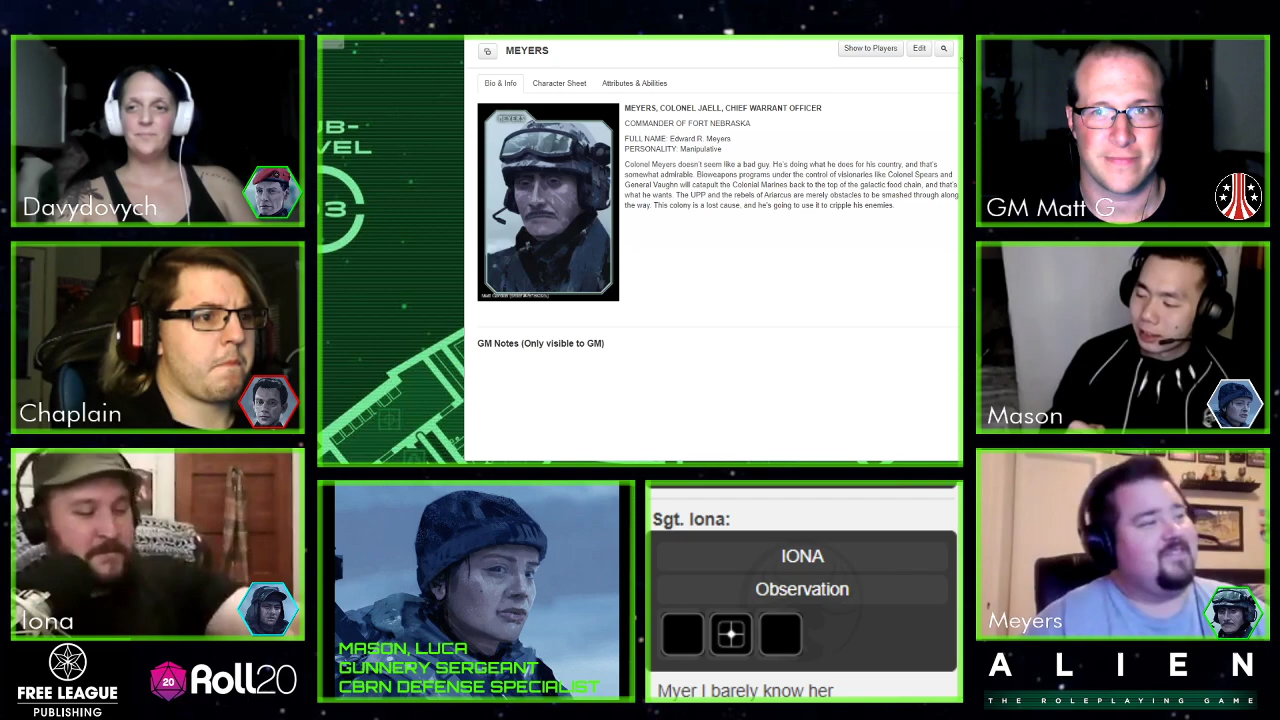 Davydovych
Chaplain
Iona
FREE LEAGUE
PUBLISHING
20
Roll20
UB-
VEL
03
MEYERS
Show to Players
Edit
Bio & Info
Character Sheet
Attributes & Abilities
MEYERS
MEYERS, COLONEL JAELL, CHIEF WARRANT OFFICER
COMMANDER OF FORT NEBRASKA
FULL NAME: Edward R. Meyers
PERSONALITY: Manipulative
Colonel Meyers doesn't seem like a bad guy. He's doing what he does for his country, and that's
somewhat admirable. Bioweapons programs under the control of visionaries like Colonel Spears and
General Vaughn will catapult the Colonial Marines back to the top of the galactic food chain, and that's
what he wants. The UPP and the rebels of Ariarcus are merely obstacles to be smashed through along
the way. This colony is a lost cause, and he's going to use it to cripple his enemies.
GM Notes (Only visible to GM)
MASON, LUCA
GUNNERY SERGEANT
CBRN DEFENSE SPECIALIST
Sgt. Iona:
IONA
Observation
Myer I barely know her
GM Matt G
Mason
Meyers
ALIEN
THE ROLEPLAYING GAME